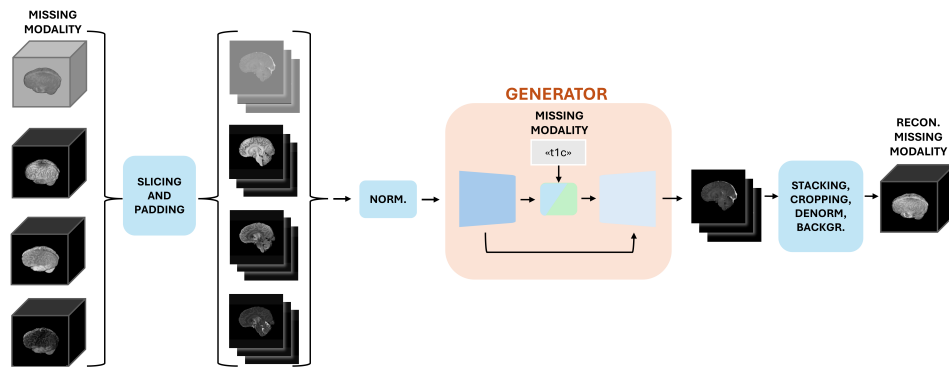 MISSING
MODALITY
SLICING
AND
PADDING
NORM.
GENERATOR
MISSING
MODALITY
«t1c»
STACKING,
CROPPING,
DENORM,
BACKGR.
RECON.
MISSING
MODALITY